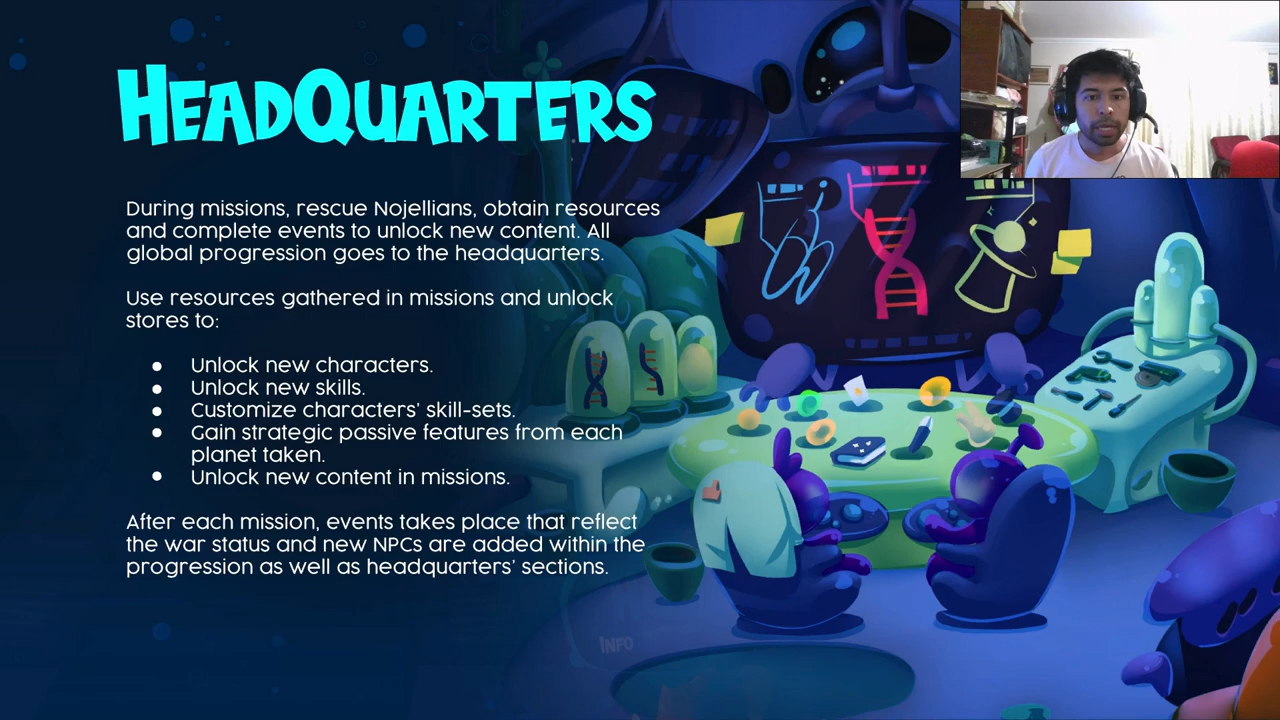 HEADQUARTERS
During missions, rescue Nojellians, obtain resources
and complete events to unlock new content. All
global progression goes to the headquarters.
Use resources gathered in missions and unlock
stores to:
• Unlock new characters.
• Unlock new skills.
• Customize characters' skill-sets.
• Gain strategic passive features from each
planet taken.
• Unlock new content in missions.
After each mission, events takes place that reflect
the war status and new NPCs are added within the
progression as well as headquarters' sections.
INFO